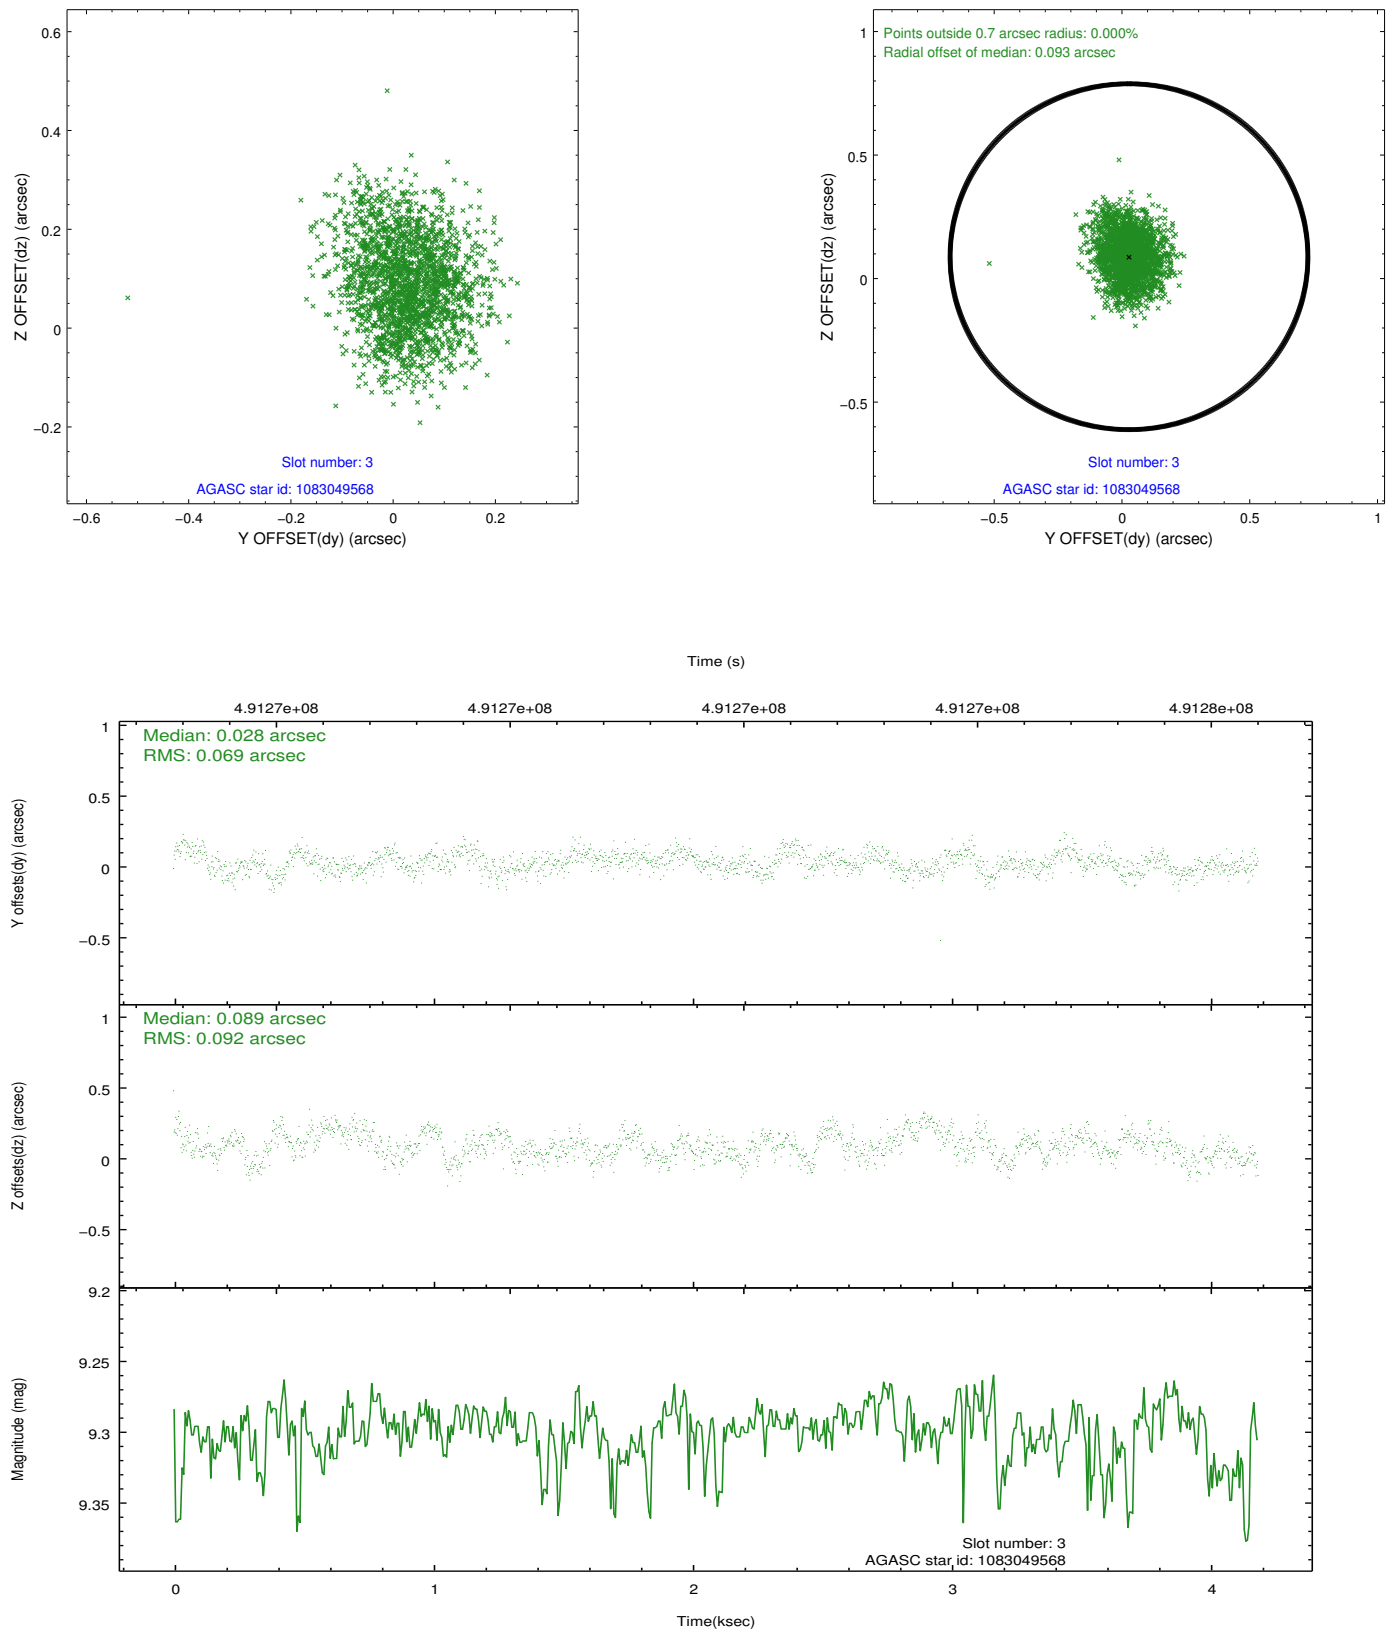 0.6
0.4
0.2
0
−0.2
Z OFFSET(dz) (arcsec)
Slot number: 3
AGASC star id: 1083049568
−0.6
−0.4
−0.2
0
0.2
Y OFFSET(dy) (arcsec)
Points outside 0.7 arcsec radius: 0.000%
Radial offset of median: 0.093 arcsec
1
0.5
0
−0.5
Z OFFSET(dz) (arcsec)
Slot number: 3
AGASC star id: 1083049568
−0.5
0
0.5
1
Y OFFSET(dy) (arcsec)
Time (s)
4.9127e+08
4.9127e+08
4.9127e+08
4.9127e+08
4.9128e+08
Median: 0.028 arcsec
RMS: 0.069 arcsec
1
0.5
0
−0.5
Y offsets(dy) (arcsec)
Median: 0.089 arcsec
RMS: 0.092 arcsec
1
0.5
0
−0.5
Z offsets(dz) (arcsec)
9.2
9.25
9.3
9.35
Magnitude (mag)
Slot number: 3
AGASC star id: 1083049568
0
1
2
3
4
Time(ksec)